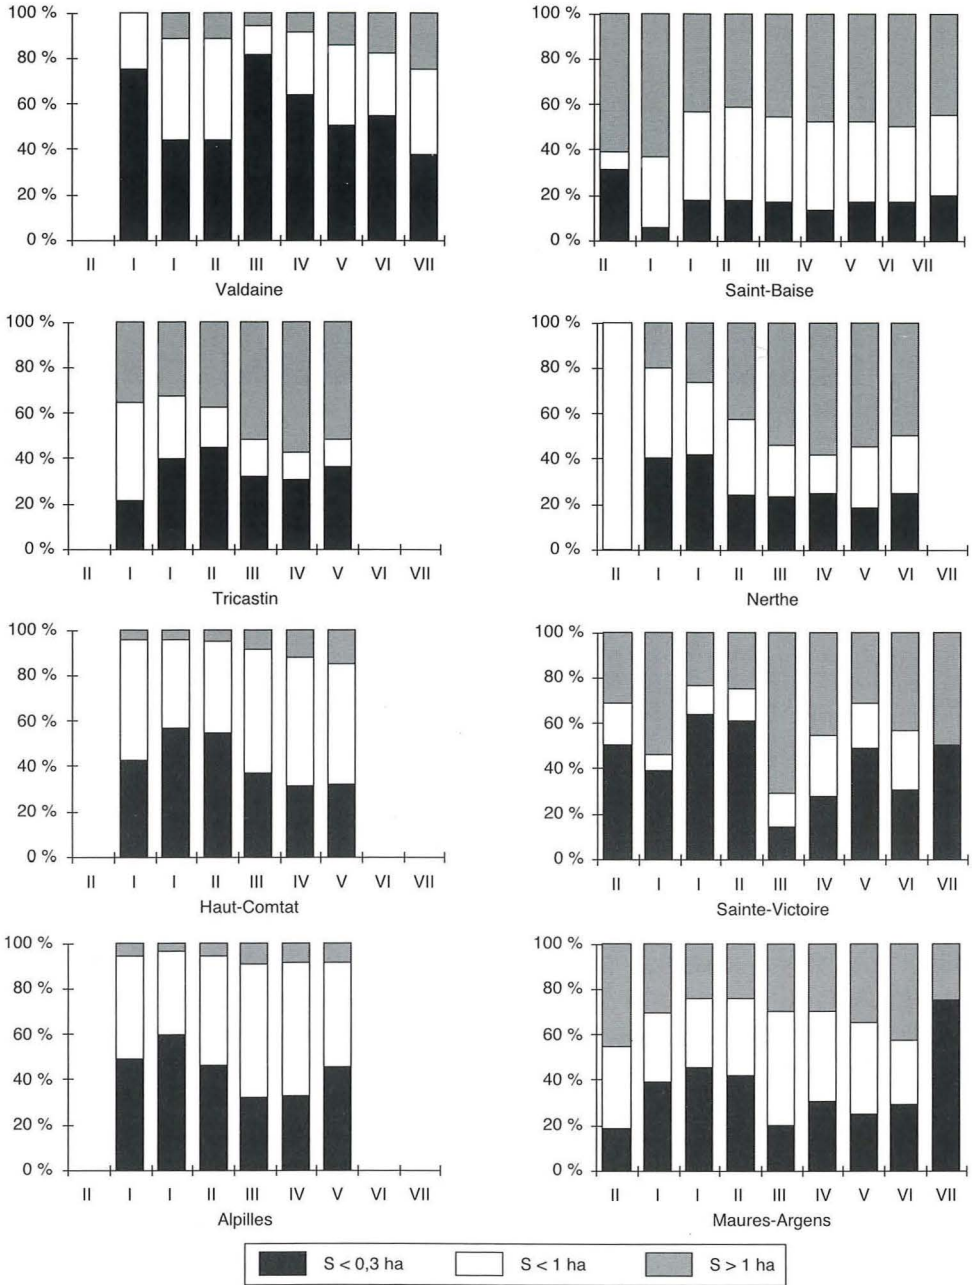 100 %
80 %
60 %
40 %
20 %
0 %
II I I II III IV V VI VII
Valdaine
100 %
80 %
60 %
40 %
20 %
0 %
II I I II III IV V VI VII
Saint-Baise
100 %
80 %
60 %
40 %
20 %
0 %
II I I II III IV V VI VII
Tricastin
100 %
80 %
60 %
40 %
20 %
0 %
II I I II III IV V VI VII
Nerthe
100 %
80 %
60 %
40 %
20 %
0 %
II I I II III IV V VI VII
Haut-Comtat
100 %
80 %
60 %
40 %
20 %
0 %
II I I II III IV V VI VII
Sainte-Victoire
100 %
80 %
60 %
40 %
20 %
0 %
II I I II III IV V VI VII
Alpilles
100 %
80 %
60 %
40 %
20 %
0 %
II I I II III IV V VI VII
Maures-Argens
S < 0,3 ha S < 1 ha S > 1 ha